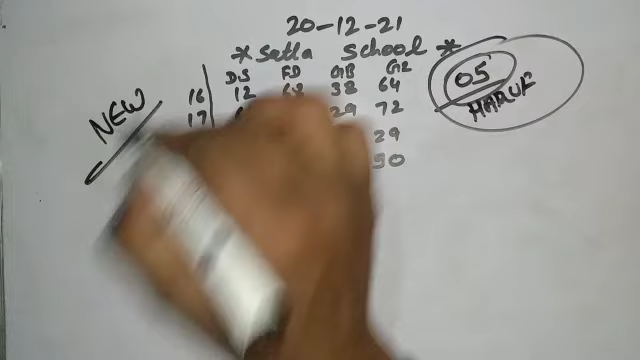 20-12-21
* Satta School *
DS FD GB GL
16 12 68 38 64
17 29 72
29
50
NEW
05
HARUF